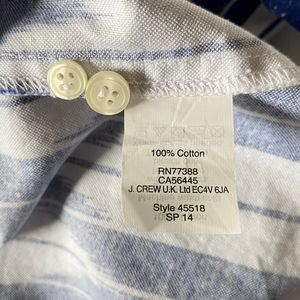 100% Cotton
RN77388
CA56445
J. CREW U.K. Ltd EC4V 6JA
Style 45518
SP 14